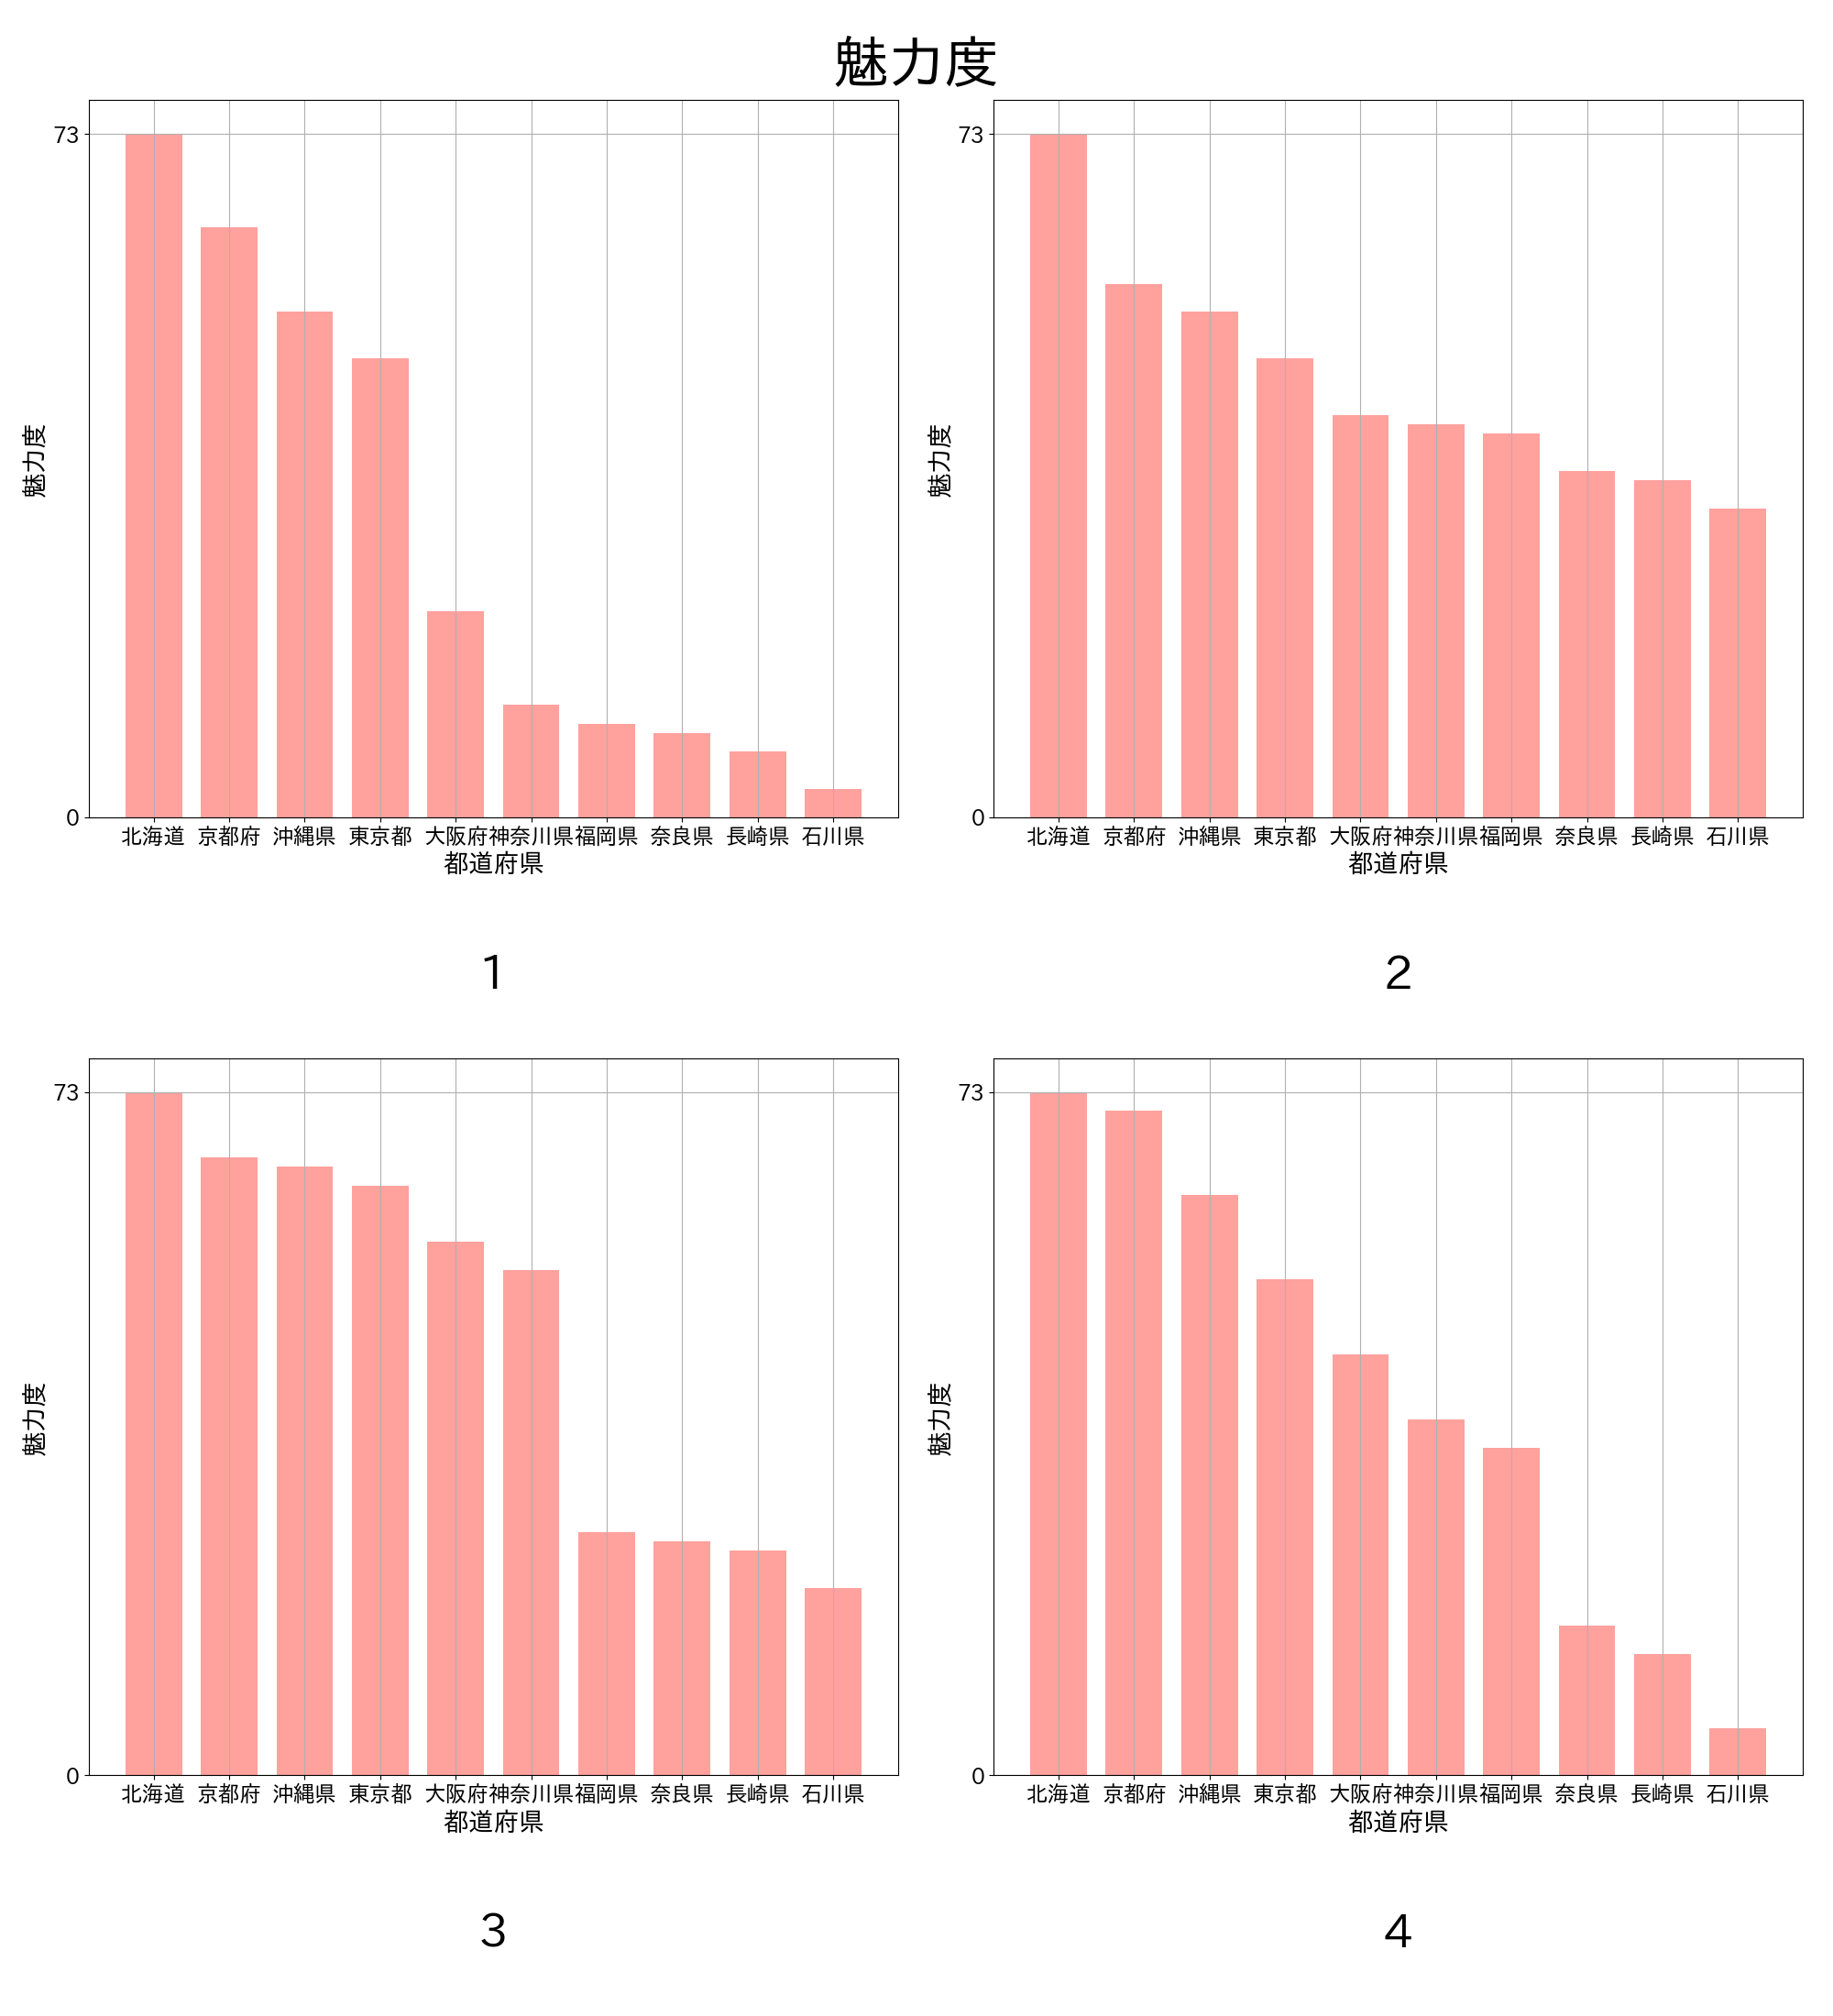 魅力度
73
0
魅力度
北海道 京都府 沖縄県 東京都 大阪府 神奈川県 福岡県 奈良県 長崎県 石川県
都道府県
1
73
0
魅力度
北海道 京都府 沖縄県 東京都 大阪府 神奈川県 福岡県 奈良県 長崎県 石川県
都道府県
2
73
0
魅力度
北海道 京都府 沖縄県 東京都 大阪府 神奈川県 福岡県 奈良県 長崎県 石川県
都道府県
3
73
0
魅力度
北海道 京都府 沖縄県 東京都 大阪府 神奈川県 福岡県 奈良県 長崎県 石川県
都道府県
4